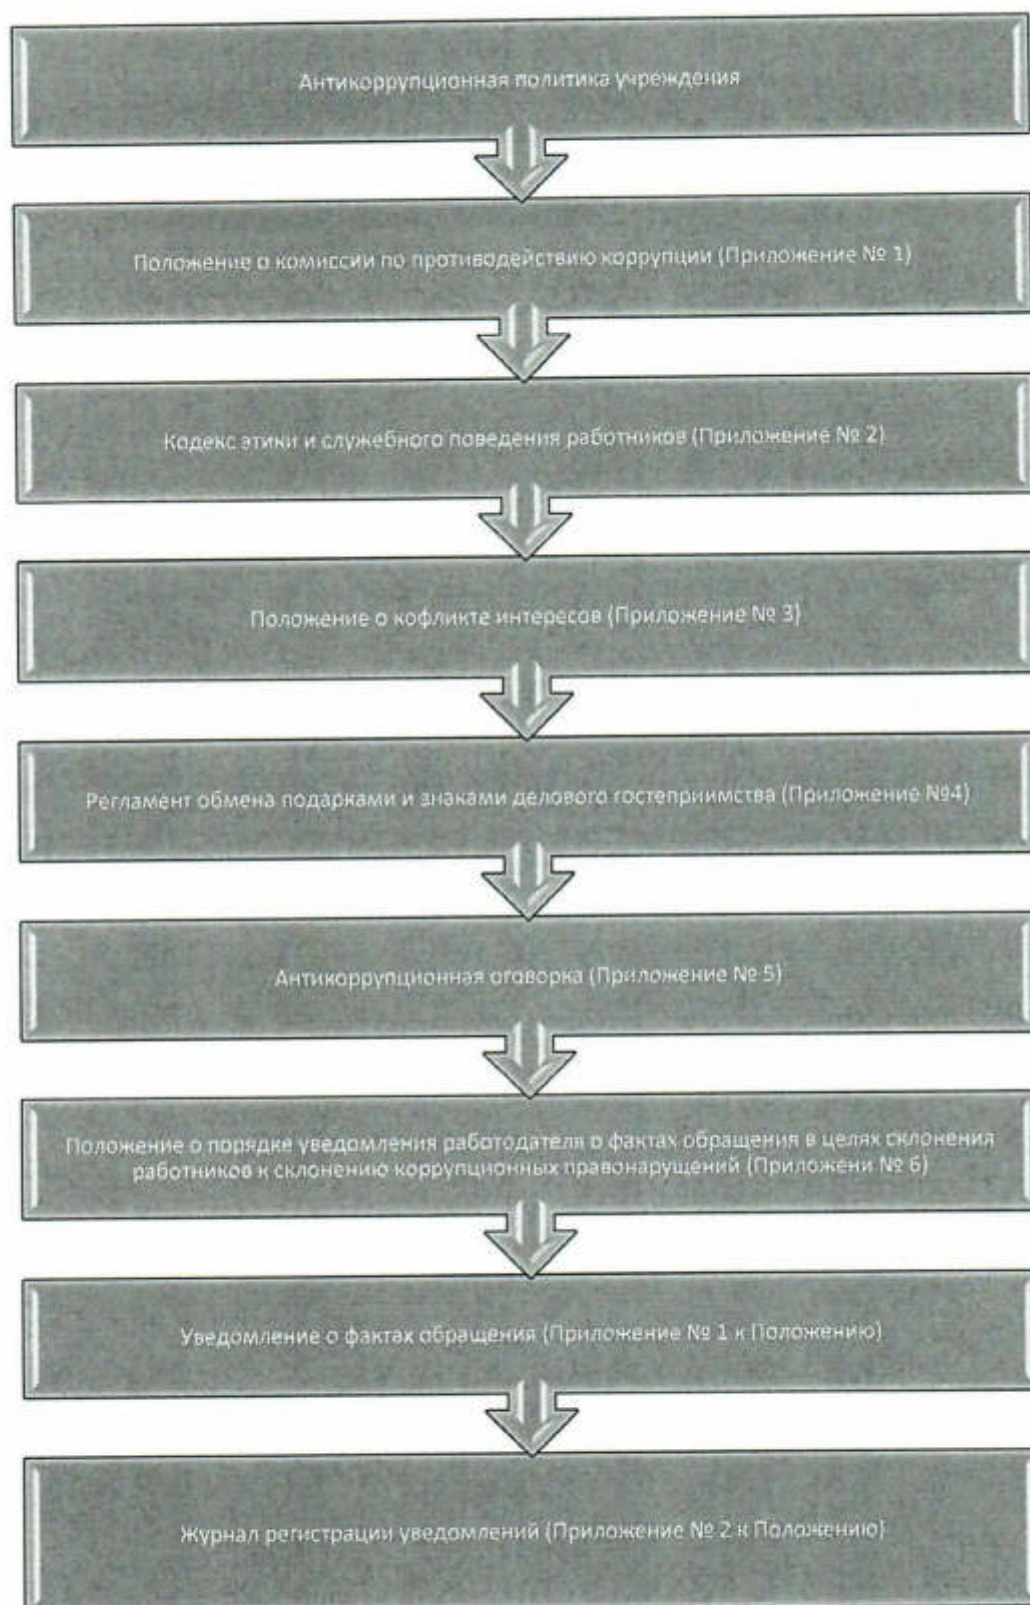 Антикоррупционная политика учреждения
Положение о комиссии по противодействию коррупции (Приложение № 1)
Кодекс этики и служебного поведения работников (Приложение № 2)
Положение о кофликте интересов (Приложение № 3)
Регламент обмена подарками и знаками делового гостеприимства (Приложение №4)
Антикоррупционная оговорка (Приложение № 5)
Положение о порядке уведомления работодателя о фактах обращения в целях склонения
работников к склонению коррупционных правонарущений (Приложени № 6)
Уведомление о фактах обращения (Приложение № 1 к Положению)
Журнал регистрации уведомлений (Приложение № 2 к Положению)